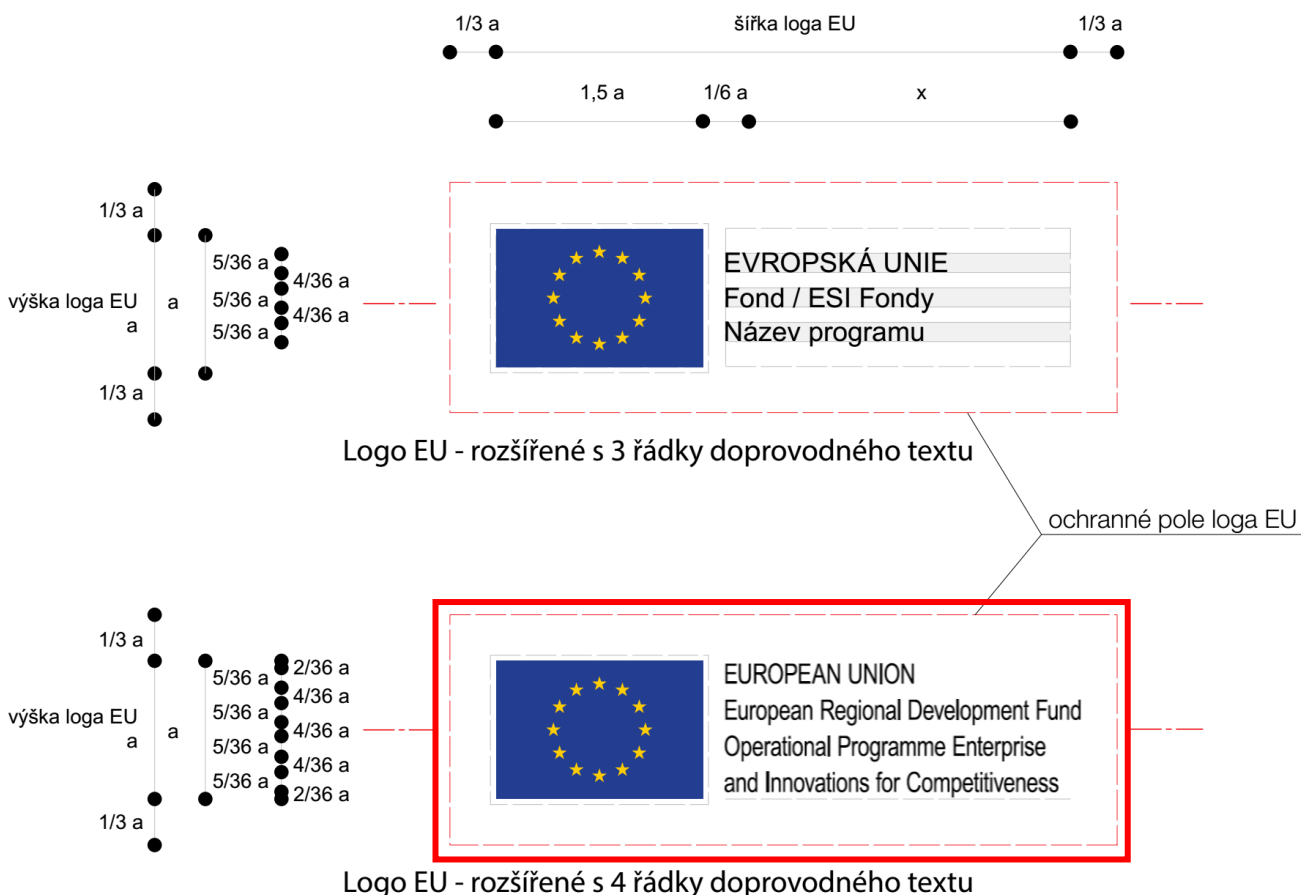 1/3 a šířka loga EU 1/3 a
1,5 a 1/6 a x
1/3 a
výška loga EU
a
a
5/36 a
5/36 a
5/36 a
4/36 a
4/36 a
1/3 a
EVROPSKÁ UNIE
Fond / ESI Fondy
Název programu
Logo EU - rozšířené s 3 řádky doprovodného textu
ochranné pole loga EU
1/3 a
výška loga EU
a
a
5/36 a
5/36 a
5/36 a
5/36 a
2/36 a
4/36 a
4/36 a
4/36 a
2/36 a
1/3 a
EUROPEAN UNION
European Regional Development Fund
Operational Programme Enterprise
and Innovations for Competitiveness
Logo EU - rozšířené s 4 řádky doprovodného textu